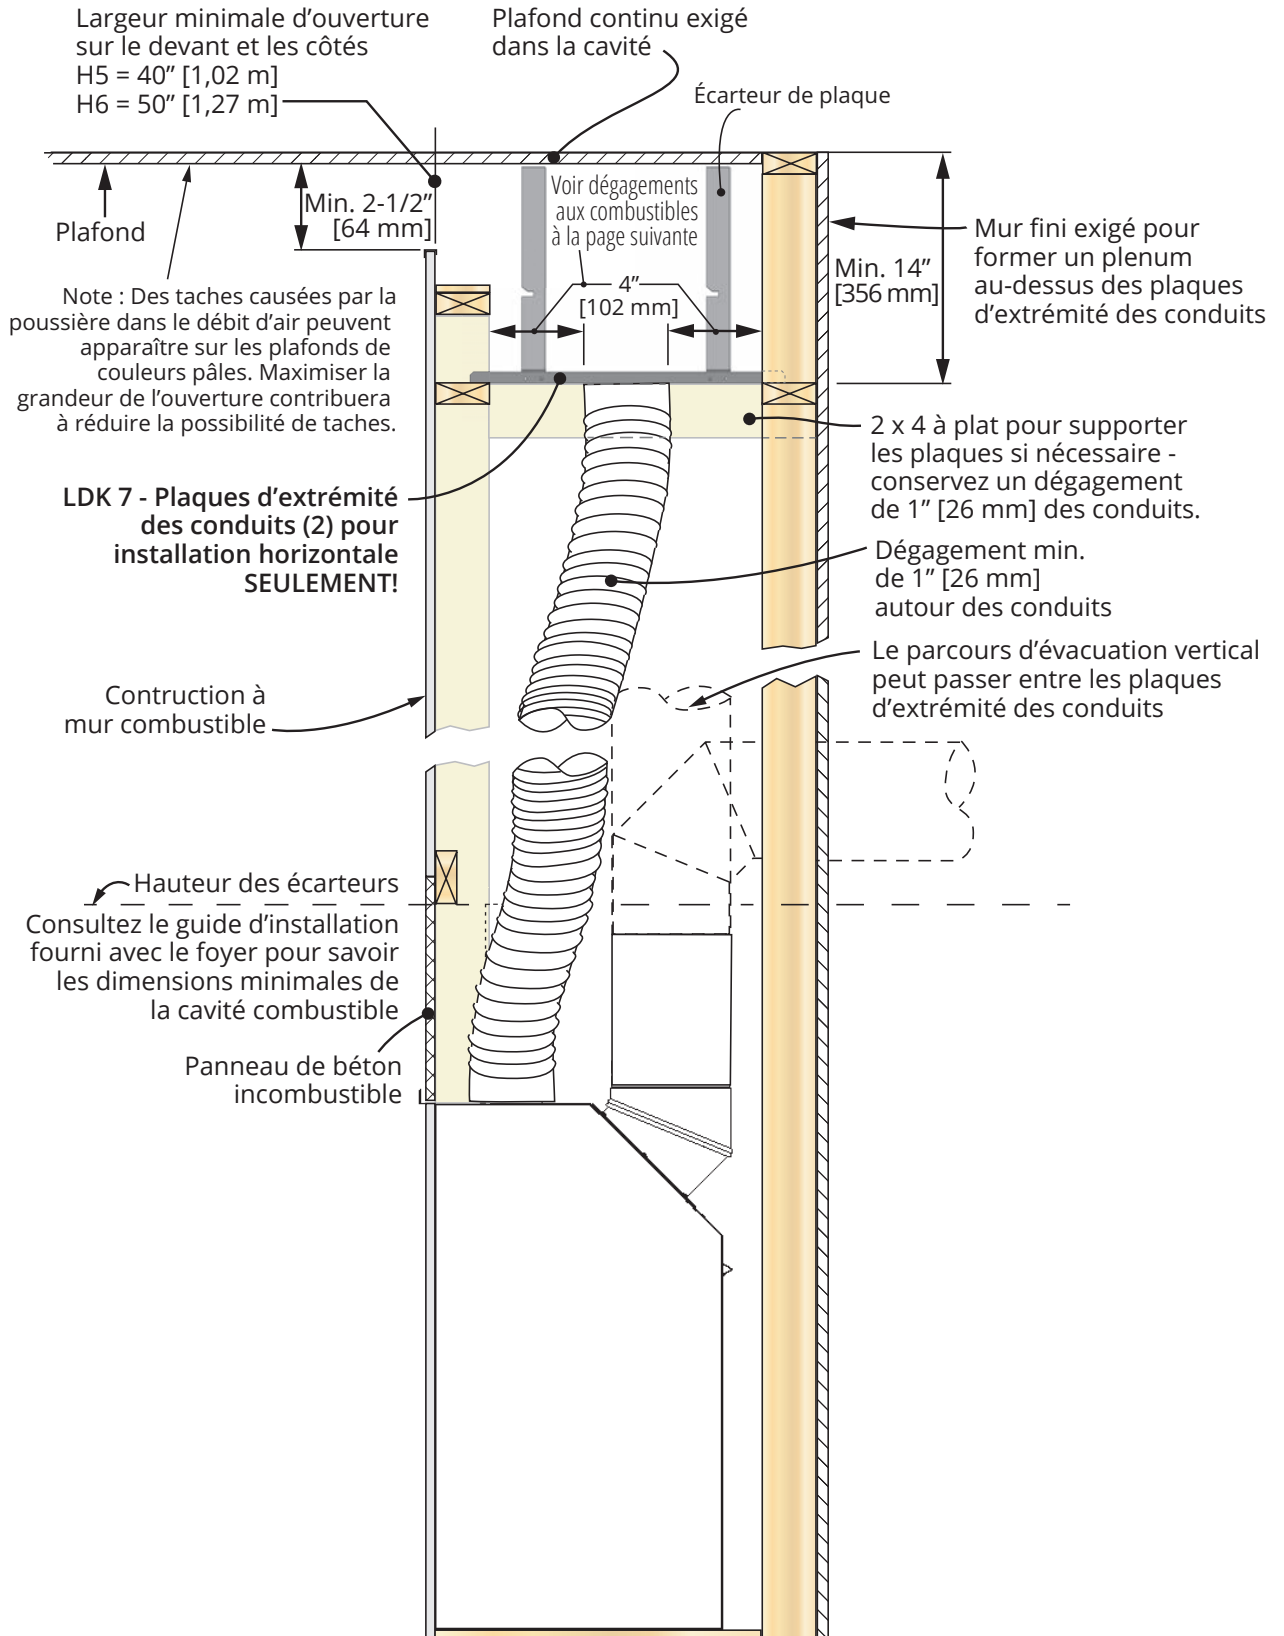 Largeur minimale d’ouverture
sur le devant et les côtés
H5 = 40” [1,02 m]
H6 = 50” [1,27 m]
Plafond continu exigé
dans la cavité
Écarteur de plaque
Plafond
Min. 2-1/2”
[64 mm]
Voir dégagements
aux combustibles
à la page suivante
4”
[102 mm]
Min. 14”
[356 mm]
Mur fini exigé pour
former un plenum
au-dessus des plaques
d’extrémité des conduits
Note : Des taches causées par la
poussière dans le débit d’air peuvent
apparaître sur les plafonds de
couleurs pâles. Maximiser la
grandeur de l’ouverture contribuera
à réduire la possibilité de taches.
2 x 4 à plat pour supporter
les plaques si nécessaire -
conservez un dégagement
de 1” [26 mm] des conduits.
LDK 7 - Plaques d’extrémité
des conduits (2) pour
installation horizontale
SEULEMENT!
Dégagement min.
de 1” [26 mm]
autour des conduits
Le parcours d’évacuation vertical
peut passer entre les plaques
d’extrémité des conduits
Contruction à
mur combustible
Hauteur des écarteurs
Consultez le guide d’installation
fourni avec le foyer pour savoir
les dimensions minimales de
la cavité combustible
Panneau de béton
incombustible